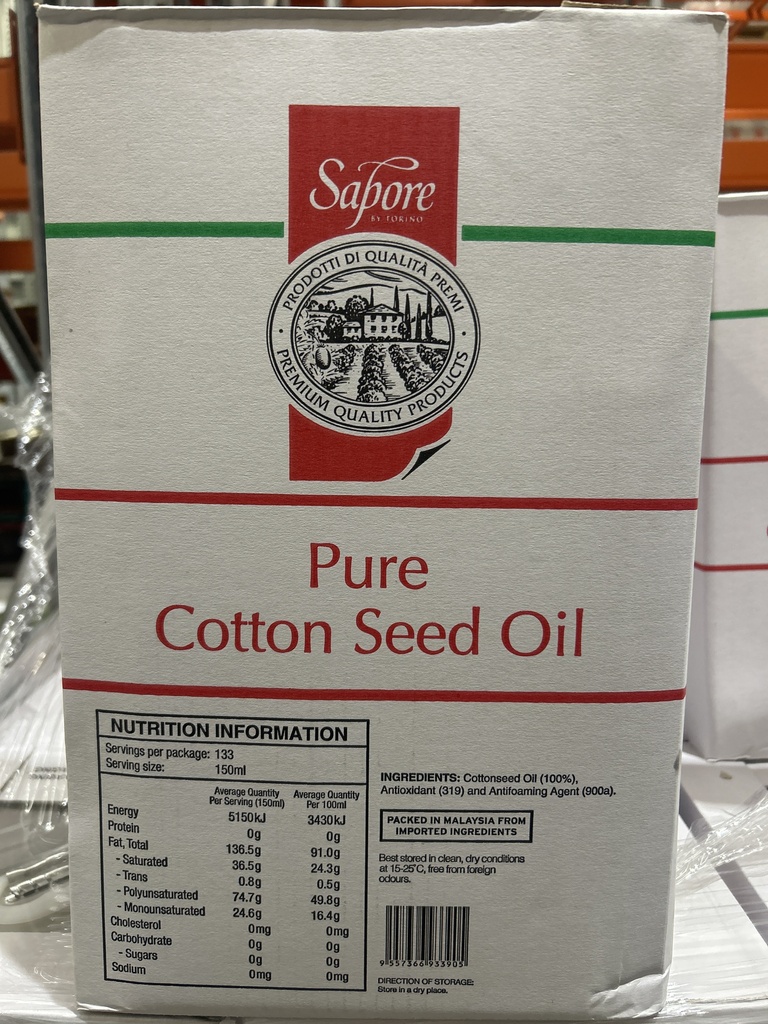 Sapore
BY TORINO
PRODOTTI DI QUALITÀ PREMI
PREMIUM QUALITY PRODUCTS
Pure
Cotton Seed Oil
NUTRITION INFORMATION
Servings per package: 133
Serving size: 150ml
Average Quantity Average Quantity
Per Serving (150ml) Per 100ml
Energy 5150kJ 3430kJ
Protein 0g 0g
Fat, Total 136.5g 91.0g
- Saturated 36.5g 24.3g
- Trans 0.8g 0.5g
- Polyunsaturated 74.7g 49.8g
- Monounsaturated 24.6g 16.4g
Cholesterol 0mg 0mg
Carbohydrate 0g 0g
- Sugars 0g 0g
Sodium 0mg 0mg
INGREDIENTS: Cottonseed Oil (100%),
Antioxidant (319) and Antifoaming Agent (900a).
PACKED IN MALAYSIA FROM
IMPORTED INGREDIENTS
Best stored in clean, dry conditions
at 15-25°C, free from foreign
odours.
9 557366 933905
DIRECTION OF STORAGE:
Store in a dry place.